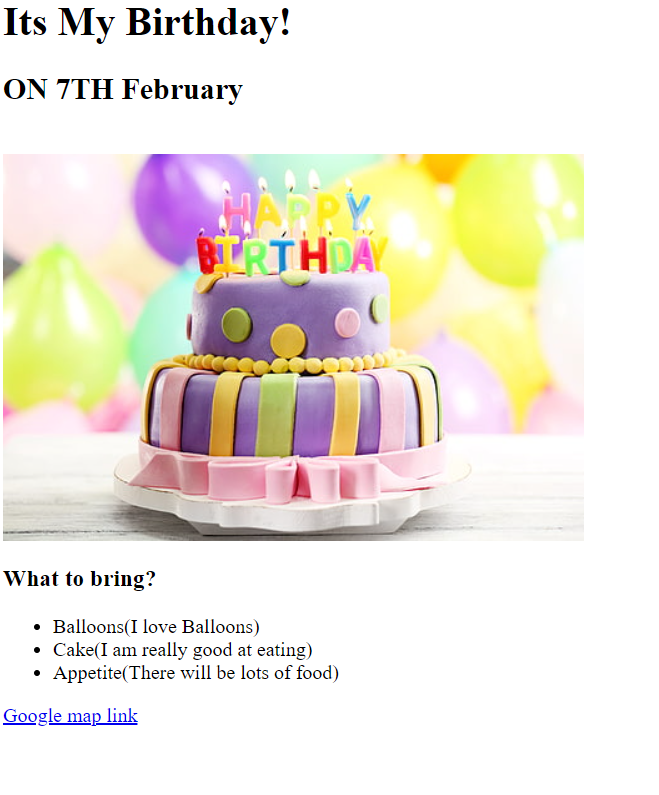 Its My Birthday!
ON 7TH February
HAPPY
BIRTHDAY
What to bring?
Balloons(I love Balloons)
Cake(I am really good at eating)
Appetite(There will be lots of food)
Google map link